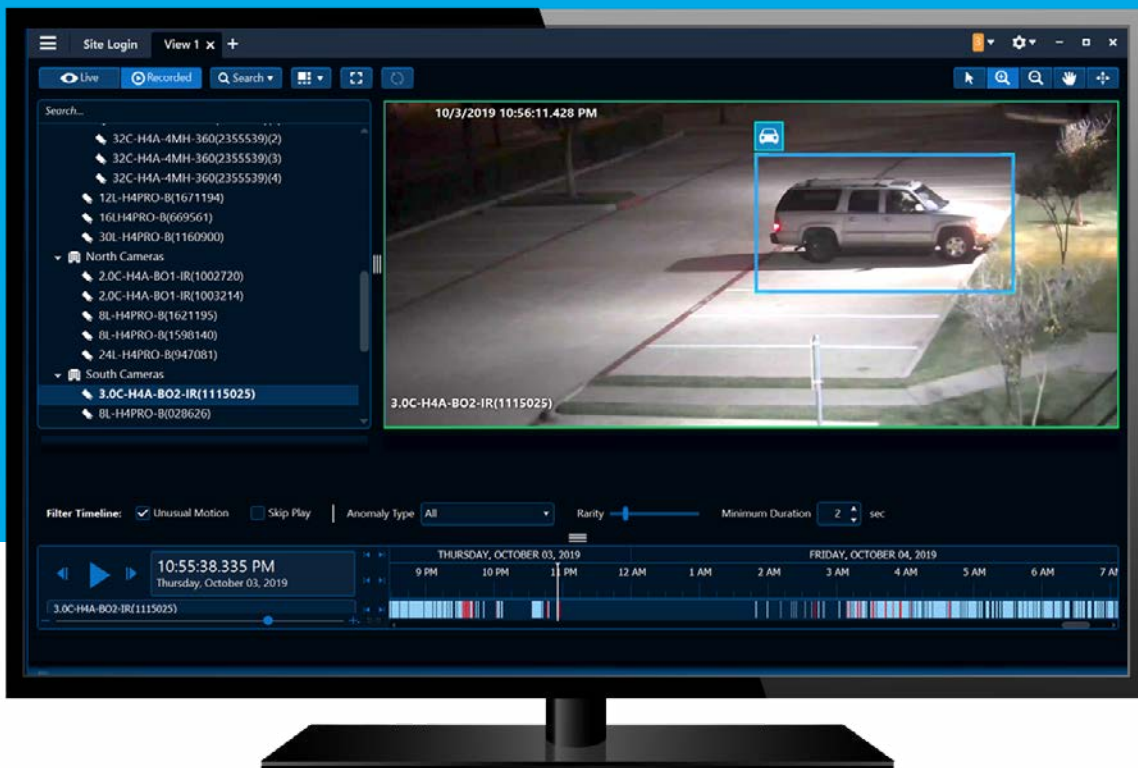 Site Login View 1 x +
3
Live Recorded Search
Search...
32C-H4A-4MH-360(2355539)(2)
32C-H4A-4MH-360(2355539)(3)
32C-H4A-4MH-360(2355539)(4)
12L-H4PRO-B(1671194)
16LH4PRO-B(669561)
30L-H4PRO-B(1160900)
North Cameras
2.0C-H4A-BO1-IR(1002720)
2.0C-H4A-BO1-IR(1003214)
8L-H4PRO-B(1621195)
8L-H4PRO-B(1598140)
24L-H4PRO-B(947081)
South Cameras
3.0C-H4A-BO2-IR(1115025)
8L-H4PRO-B(028626)
10/3/2019 10:56:11.428 PM
3.0C-H4A-BO2-IR(1115025)
Filter Timeline: Unusual Motion Skip Play Anomaly Type All Rarity Minimum Duration 2 sec
10:55:38.335 PM
Thursday, October 03, 2019
3.0C-H4A-BO2-IR(1115025)
THURSDAY, OCTOBER 03, 2019 FRIDAY, OCTOBER 04, 2019
9 PM 10 PM 11 PM 12 AM 1 AM 2 AM 3 AM 4 AM 5 AM 6 AM 7 AM